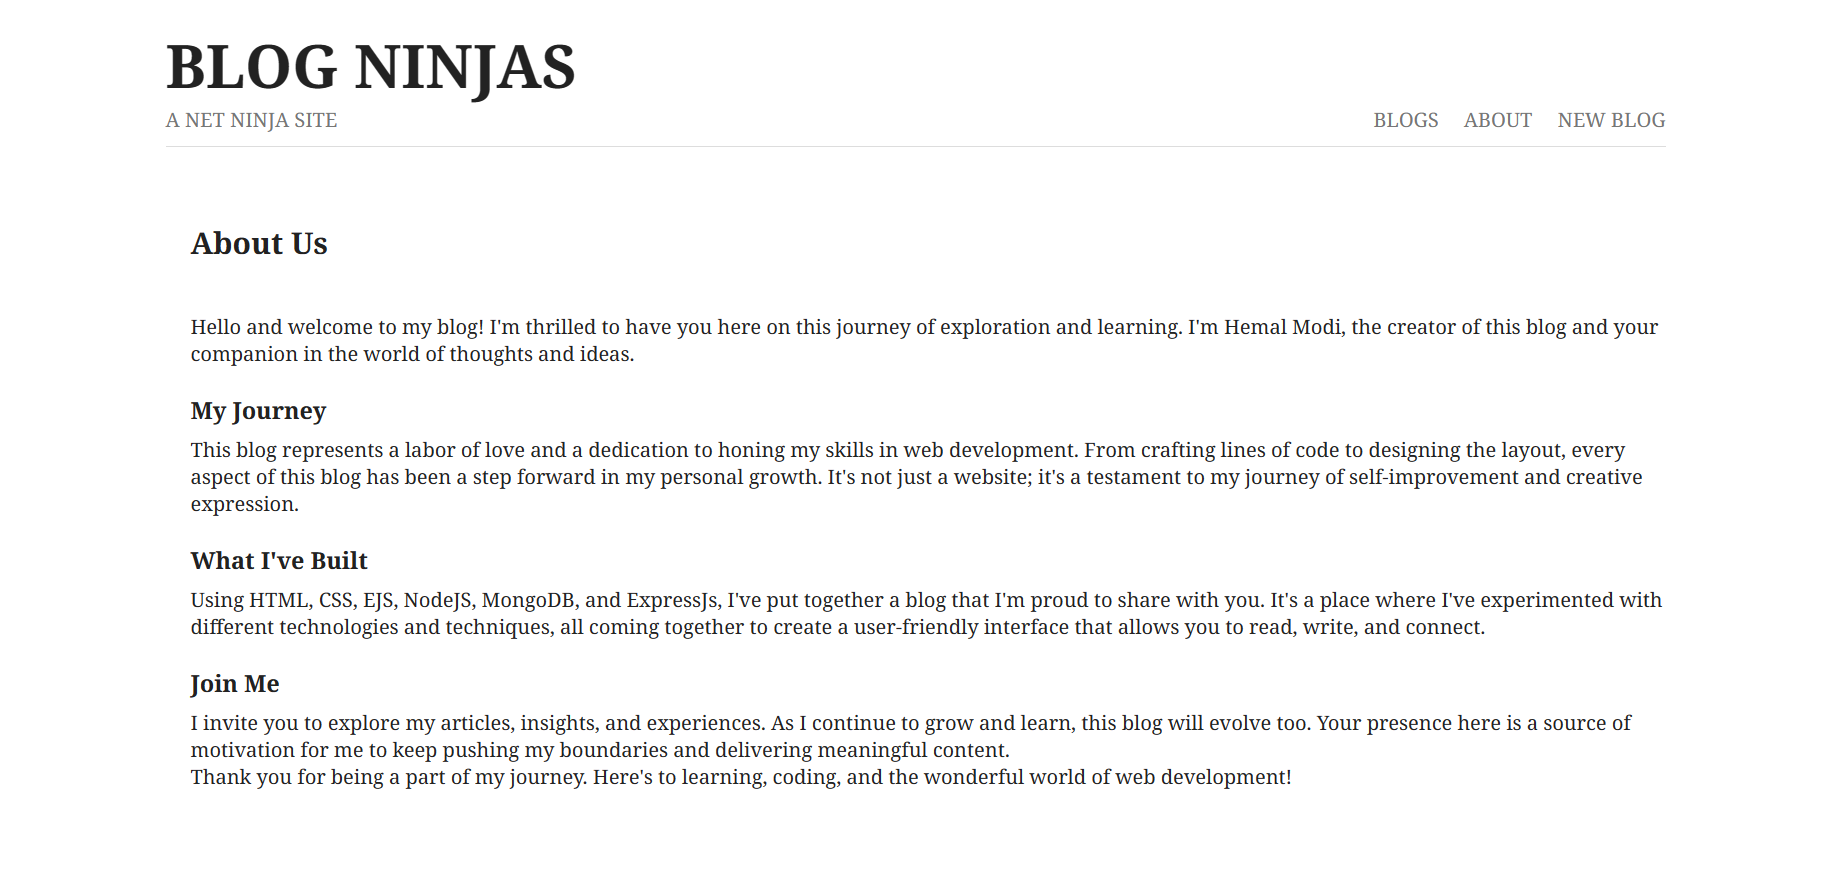 BLOG NINJAS
A NET NINJA SITE
BLOGS ABOUT NEW BLOG
About Us
Hello and welcome to my blog! I'm thrilled to have you here on this journey of exploration and learning. I'm Hemal Modi, the creator of this blog and your
companion in the world of thoughts and ideas.
My Journey
This blog represents a labor of love and a dedication to honing my skills in web development. From crafting lines of code to designing the layout, every
aspect of this blog has been a step forward in my personal growth. It's not just a website; it's a testament to my journey of self-improvement and creative
expression.
What I've Built
Using HTML, CSS, EJS, NodeJS, MongoDB, and ExpressJs, I've put together a blog that I'm proud to share with you. It's a place where I've experimented with
different technologies and techniques, all coming together to create a user-friendly interface that allows you to read, write, and connect.
Join Me
I invite you to explore my articles, insights, and experiences. As I continue to grow and learn, this blog will evolve too. Your presence here is a source of
motivation for me to keep pushing my boundaries and delivering meaningful content.
Thank you for being a part of my journey. Here's to learning, coding, and the wonderful world of web development!